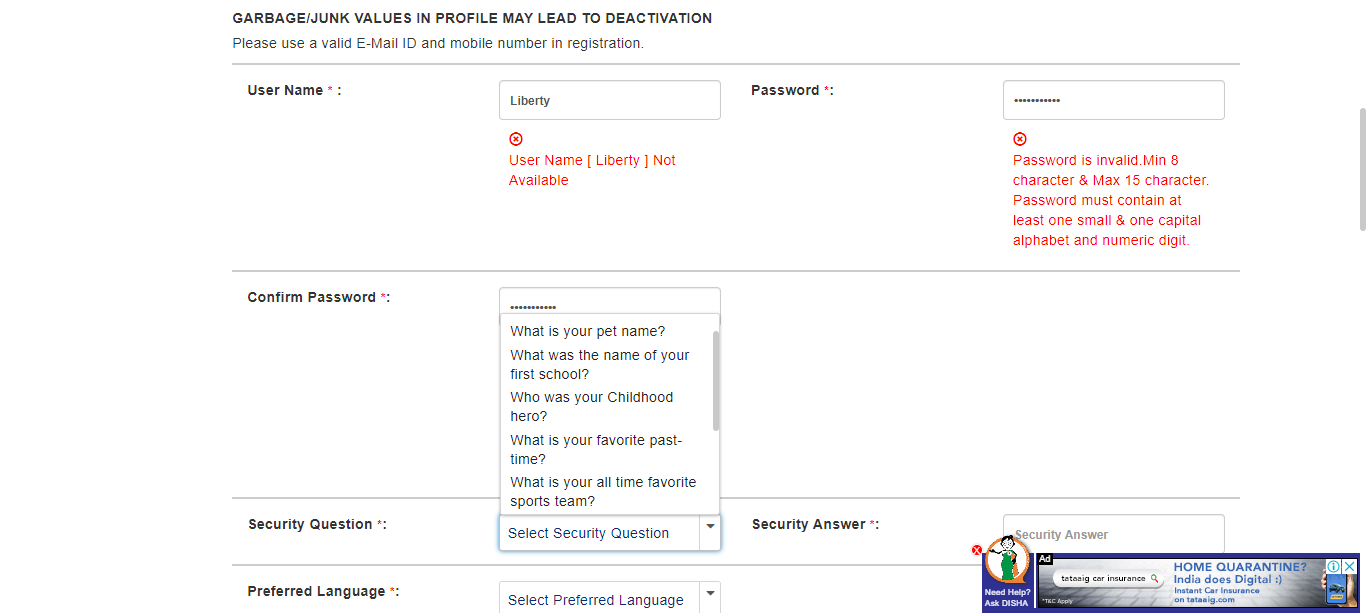 GARBAGE/JUNK VALUES IN PROFILE MAY LEAD TO DEACTIVATION
Please use a valid E-Mail ID and mobile number in registration.
User Name * :
Liberty
Password *:
•••••••••••
User Name [ Liberty ] Not
Available
Password is invalid.Min 8
character & Max 15 character.
Password must contain at
least one small & one capital
alphabet and numeric digit.
Confirm Password *:
•••••••••••
What is your pet name?
What was the name of your
first school?
Who was your Childhood
hero?
What is your favorite past-
time?
What is your all time favorite
sports team?
Security Question *:
Select Security Question
Security Answer *:
Security Answer
Preferred Language *:
Select Preferred Language
Need Help?
Ask DISHA
Ad
tataaig car insurance
*T&C Apply
HOME QUARANTINE?
India does Digital :)
Instant Car Insurance
on tataaig.com